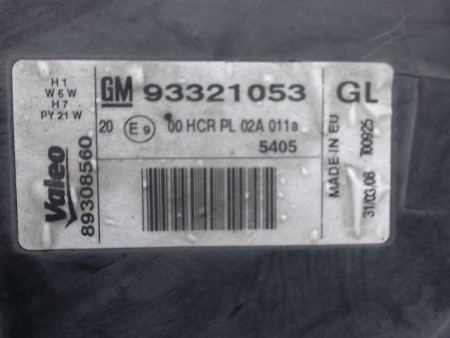 H1
W5W
H7
PY21W
Valeo
89308560
GM 93321053
20 E9 00 HCR PL 02A 011a
5405
GL
MADE IN EU
31/03/08 T00925